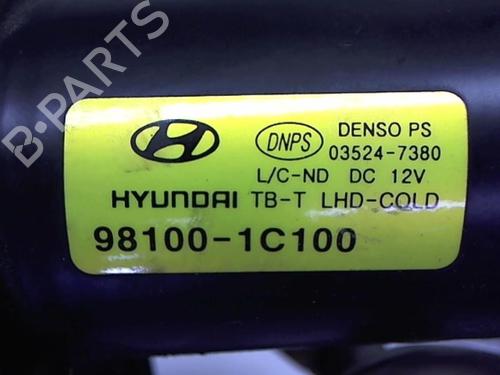 B-PARTS
DNPS
DENSO PS
03524-7380
L/C-ND DC 12V
HYUNDAI TB-T LHD-COLD
98100-1C100